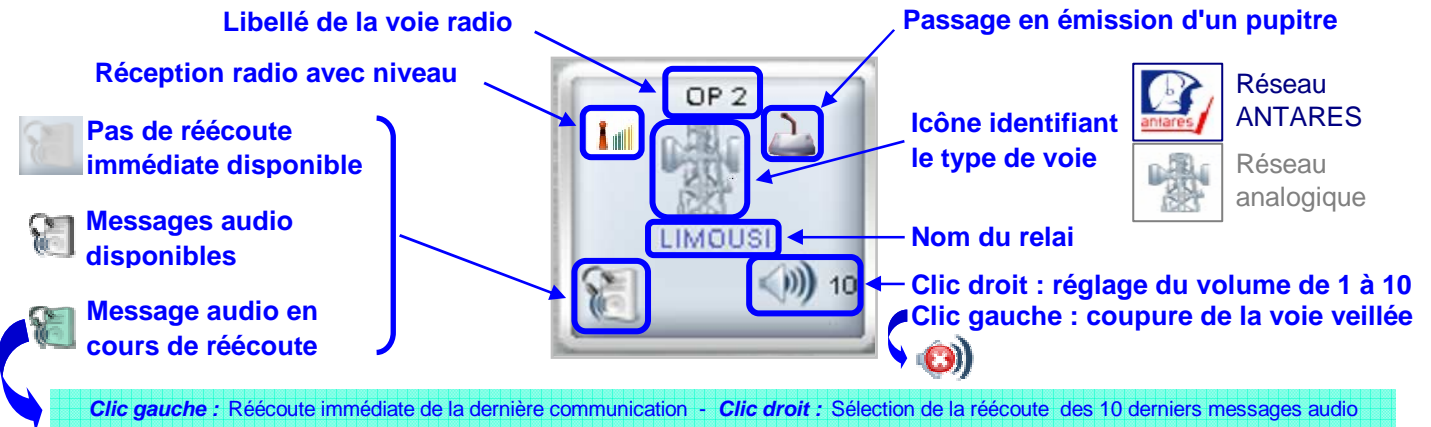 Libellé de la voie radio
Passage en émission d'un pupitre
Réception radio avec niveau
OP 2
Pas de réécoute
immédiate disponible
Icône identifiant
le type de voie
antares
Réseau
ANTARES
Réseau
analogique
Messages audio
disponibles
LIMOUSI
Nom du relai
10
Clic droit : réglage du volume de 1 à 10
Clic gauche : coupure de la voie veillée
Message audio en
cours de réécoute
Clic gauche : Réécoute immédiate de la dernière communication - Clic droit : Sélection de la réécoute des 10 derniers messages audio